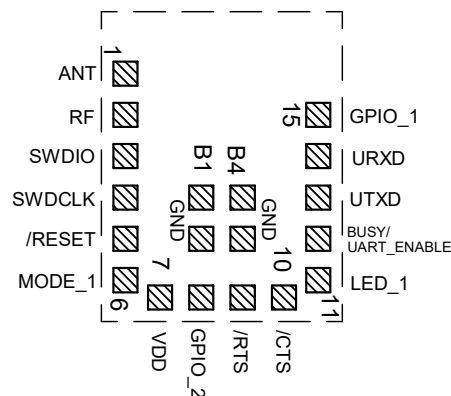 1
ANT
RF
SWDIO
SWDCLK
/RESET
MODE_1
6
7
VDD
GPIO_2
/RTS
/CTS
10
11
LED_1
BUSY/
UART_ENABLE
UTXD
URXD
GPIO_1
15
B1
B4
GND
GND